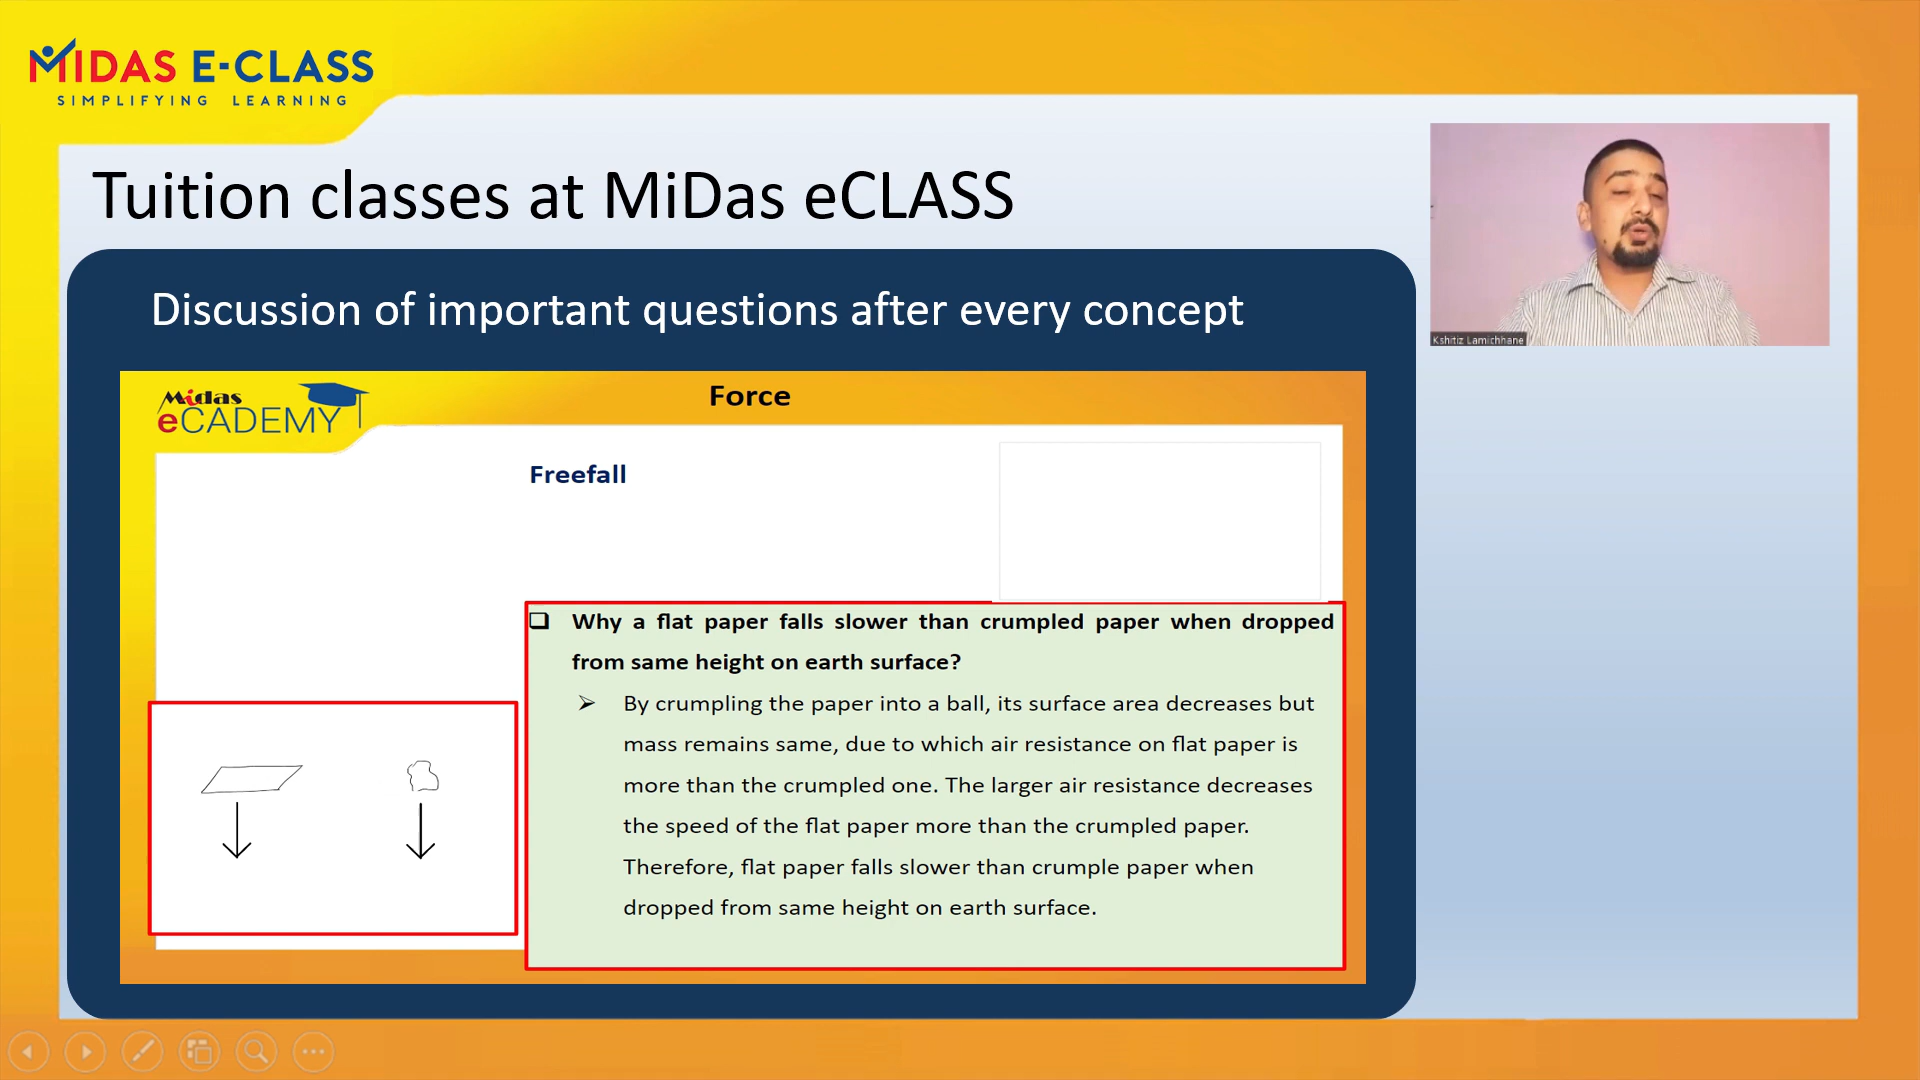 MIDAS E-CLASS
SIMPLIFYING LEARNING
Tuition classes at MiDas eCLASS
Discussion of important questions after every concept
Kshitiz Lamichhane
Midas
eCADEMY
Force
Freefall
Why a flat paper falls slower than crumpled paper when dropped
from same height on earth surface?
By crumpling the paper into a ball, its surface area decreases but
mass remains same, due to which air resistance on flat paper is
more than the crumpled one. The larger air resistance decreases
the speed of the flat paper more than the crumpled paper.
Therefore, flat paper falls slower than crumple paper when
dropped from same height on earth surface.